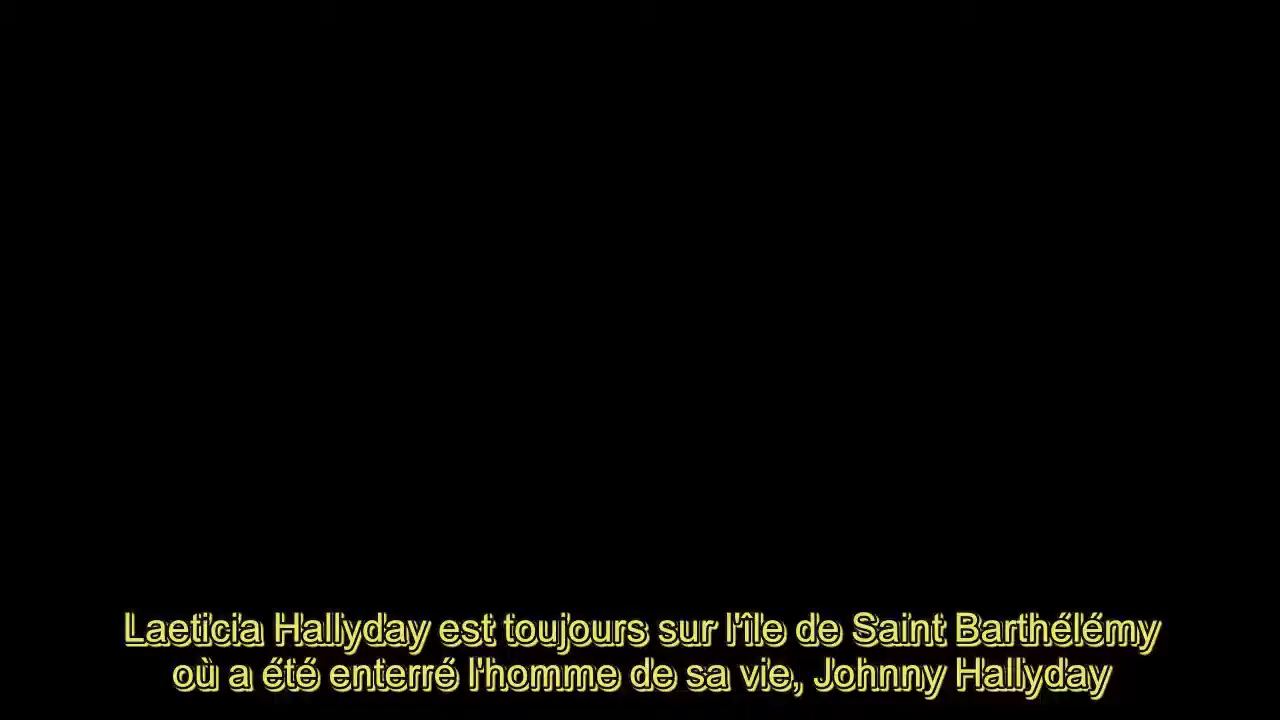 Laeticia Hallyday est toujours sur l'île de Saint Barthélémy
où a été enterré l'homme de sa vie, Johnny Hallyday